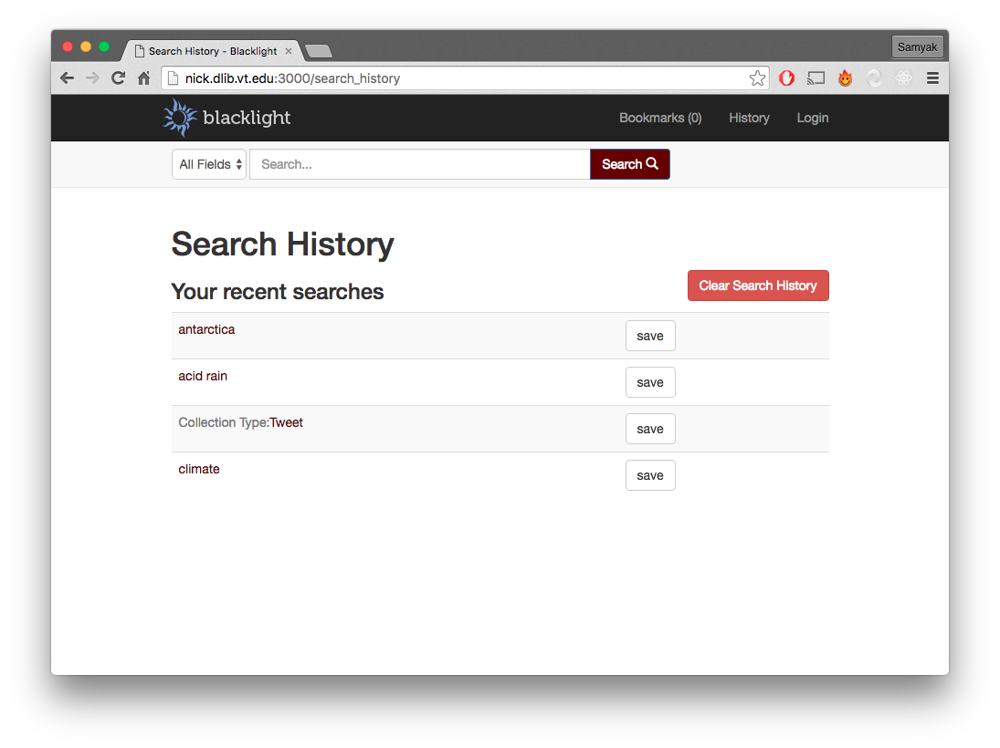 Search History - Blacklight
Samyak
nick.dlib.vt.edu:3000/search_history
blacklight
Bookmarks (0) History Login
All Fields Search... Search
Search History
Your recent searches
Clear Search History
antarctica save
acid rain save
Collection Type:Tweet save
climate save